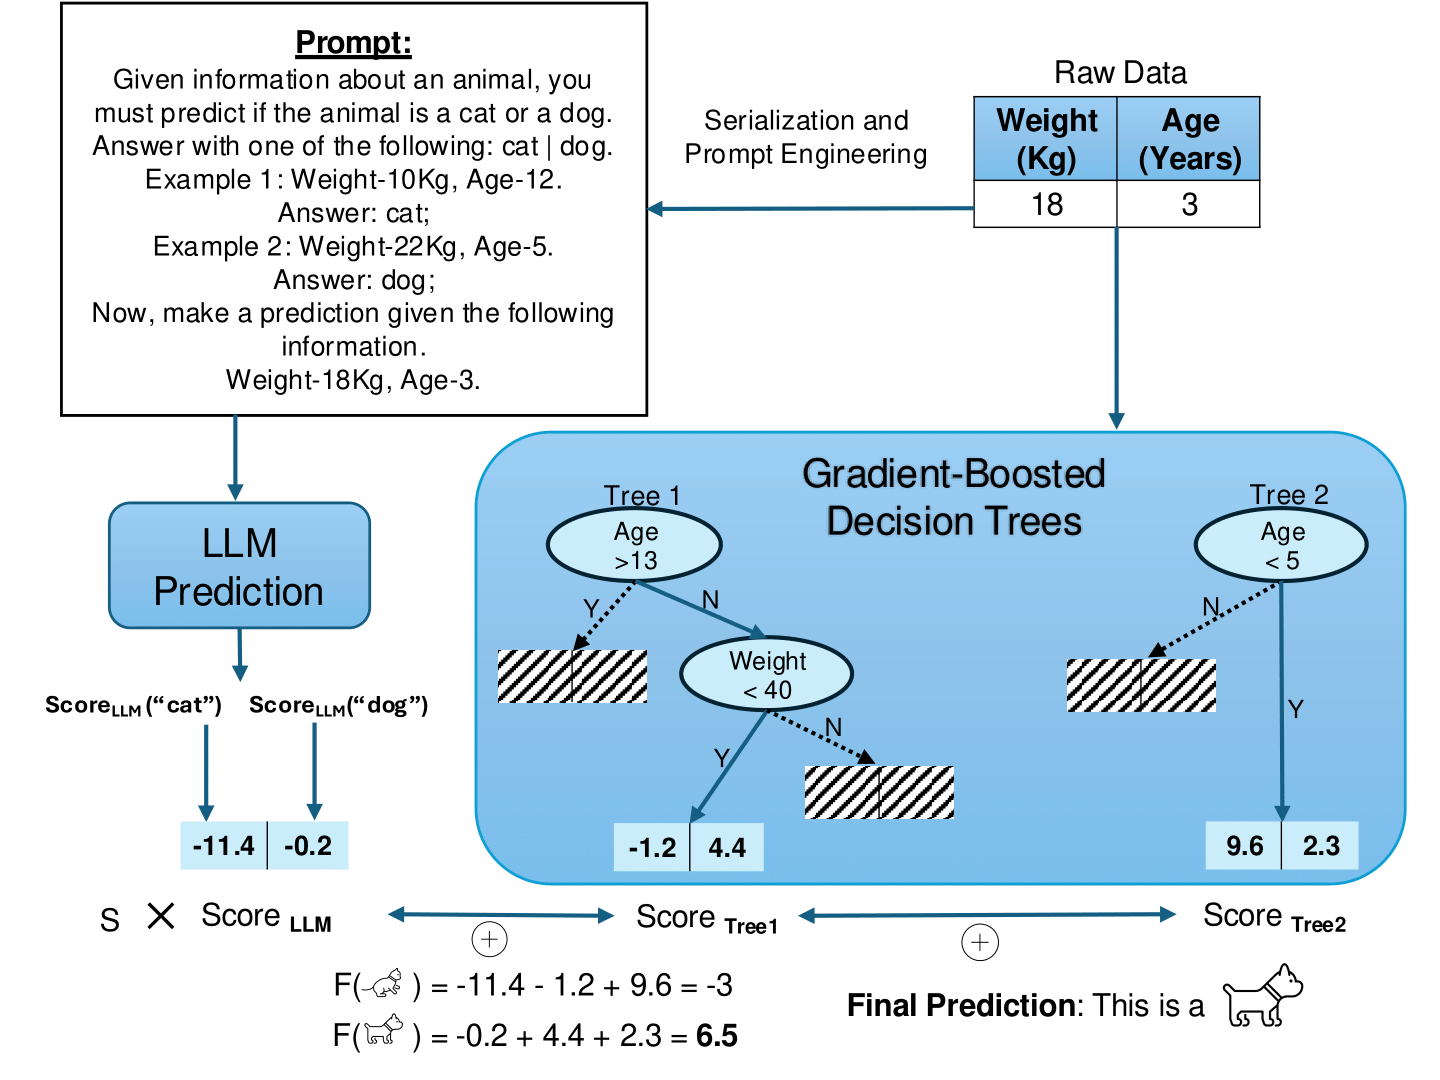 Prompt:
Given information about an animal, you
must predict if the animal is a cat or a dog.
Answer with one of the following: cat | dog.
Example 1: Weight-10Kg, Age-12.
Answer: cat;
Example 2: Weight-22Kg, Age-5.
Answer: dog;
Now, make a prediction given the following
information.
Weight-18Kg, Age-3.
Serialization and
Prompt Engineering
Raw Data
Weight (Kg) Age (Years)
18 3
Gradient-Boosted
Decision Trees
Tree 1
Age
>13
Y
N
Weight
< 40
Y
N
-1.2 4.4
Tree 2
Age
< 5
N
Y
9.6 2.3
LLM
Prediction
ScoreLLM(“cat”) ScoreLLM(“dog”)
-11.4 -0.2
S × Score LLM + Score Tree1 + Score Tree2
F( ) = -11.4 - 1.2 + 9.6 = -3
F( ) = -0.2 + 4.4 + 2.3 = 6.5
Final Prediction: This is a